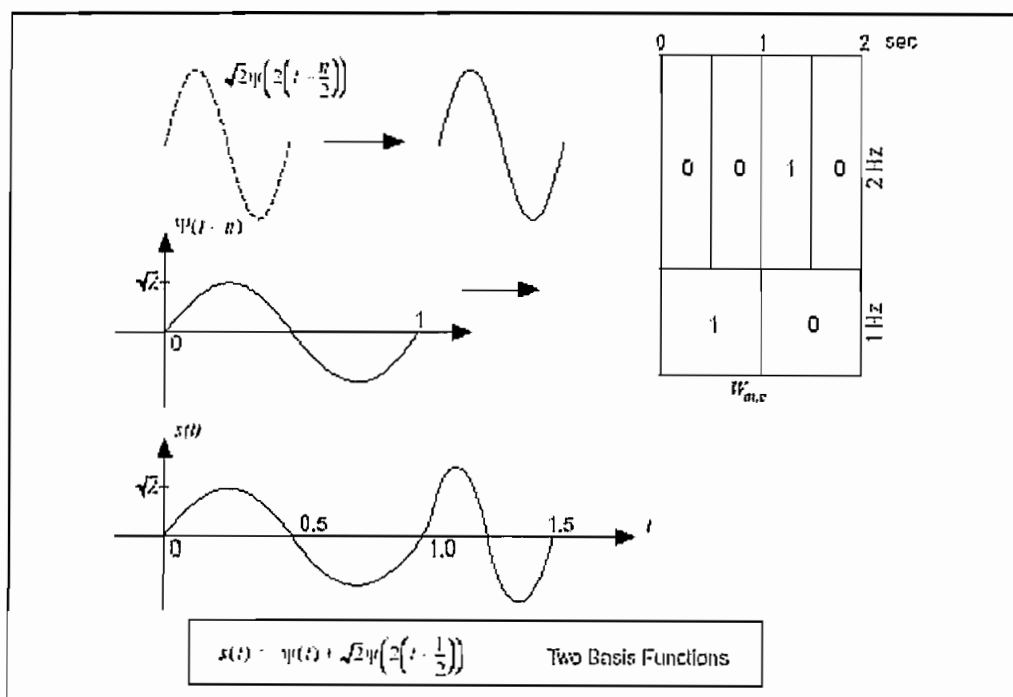 √2ψ(2(t - n/2))
0 1 2 sec
0 0 1 0 2 Hz
Ψ(t - n)
√2
0 1
1 0 1 Hz
W_{m,n}
s(t)
√2
0 0.5 1.0 1.5 t
s(t) = ψ(t) + √2ψ(2(t - 1/2)) Two Basis Functions